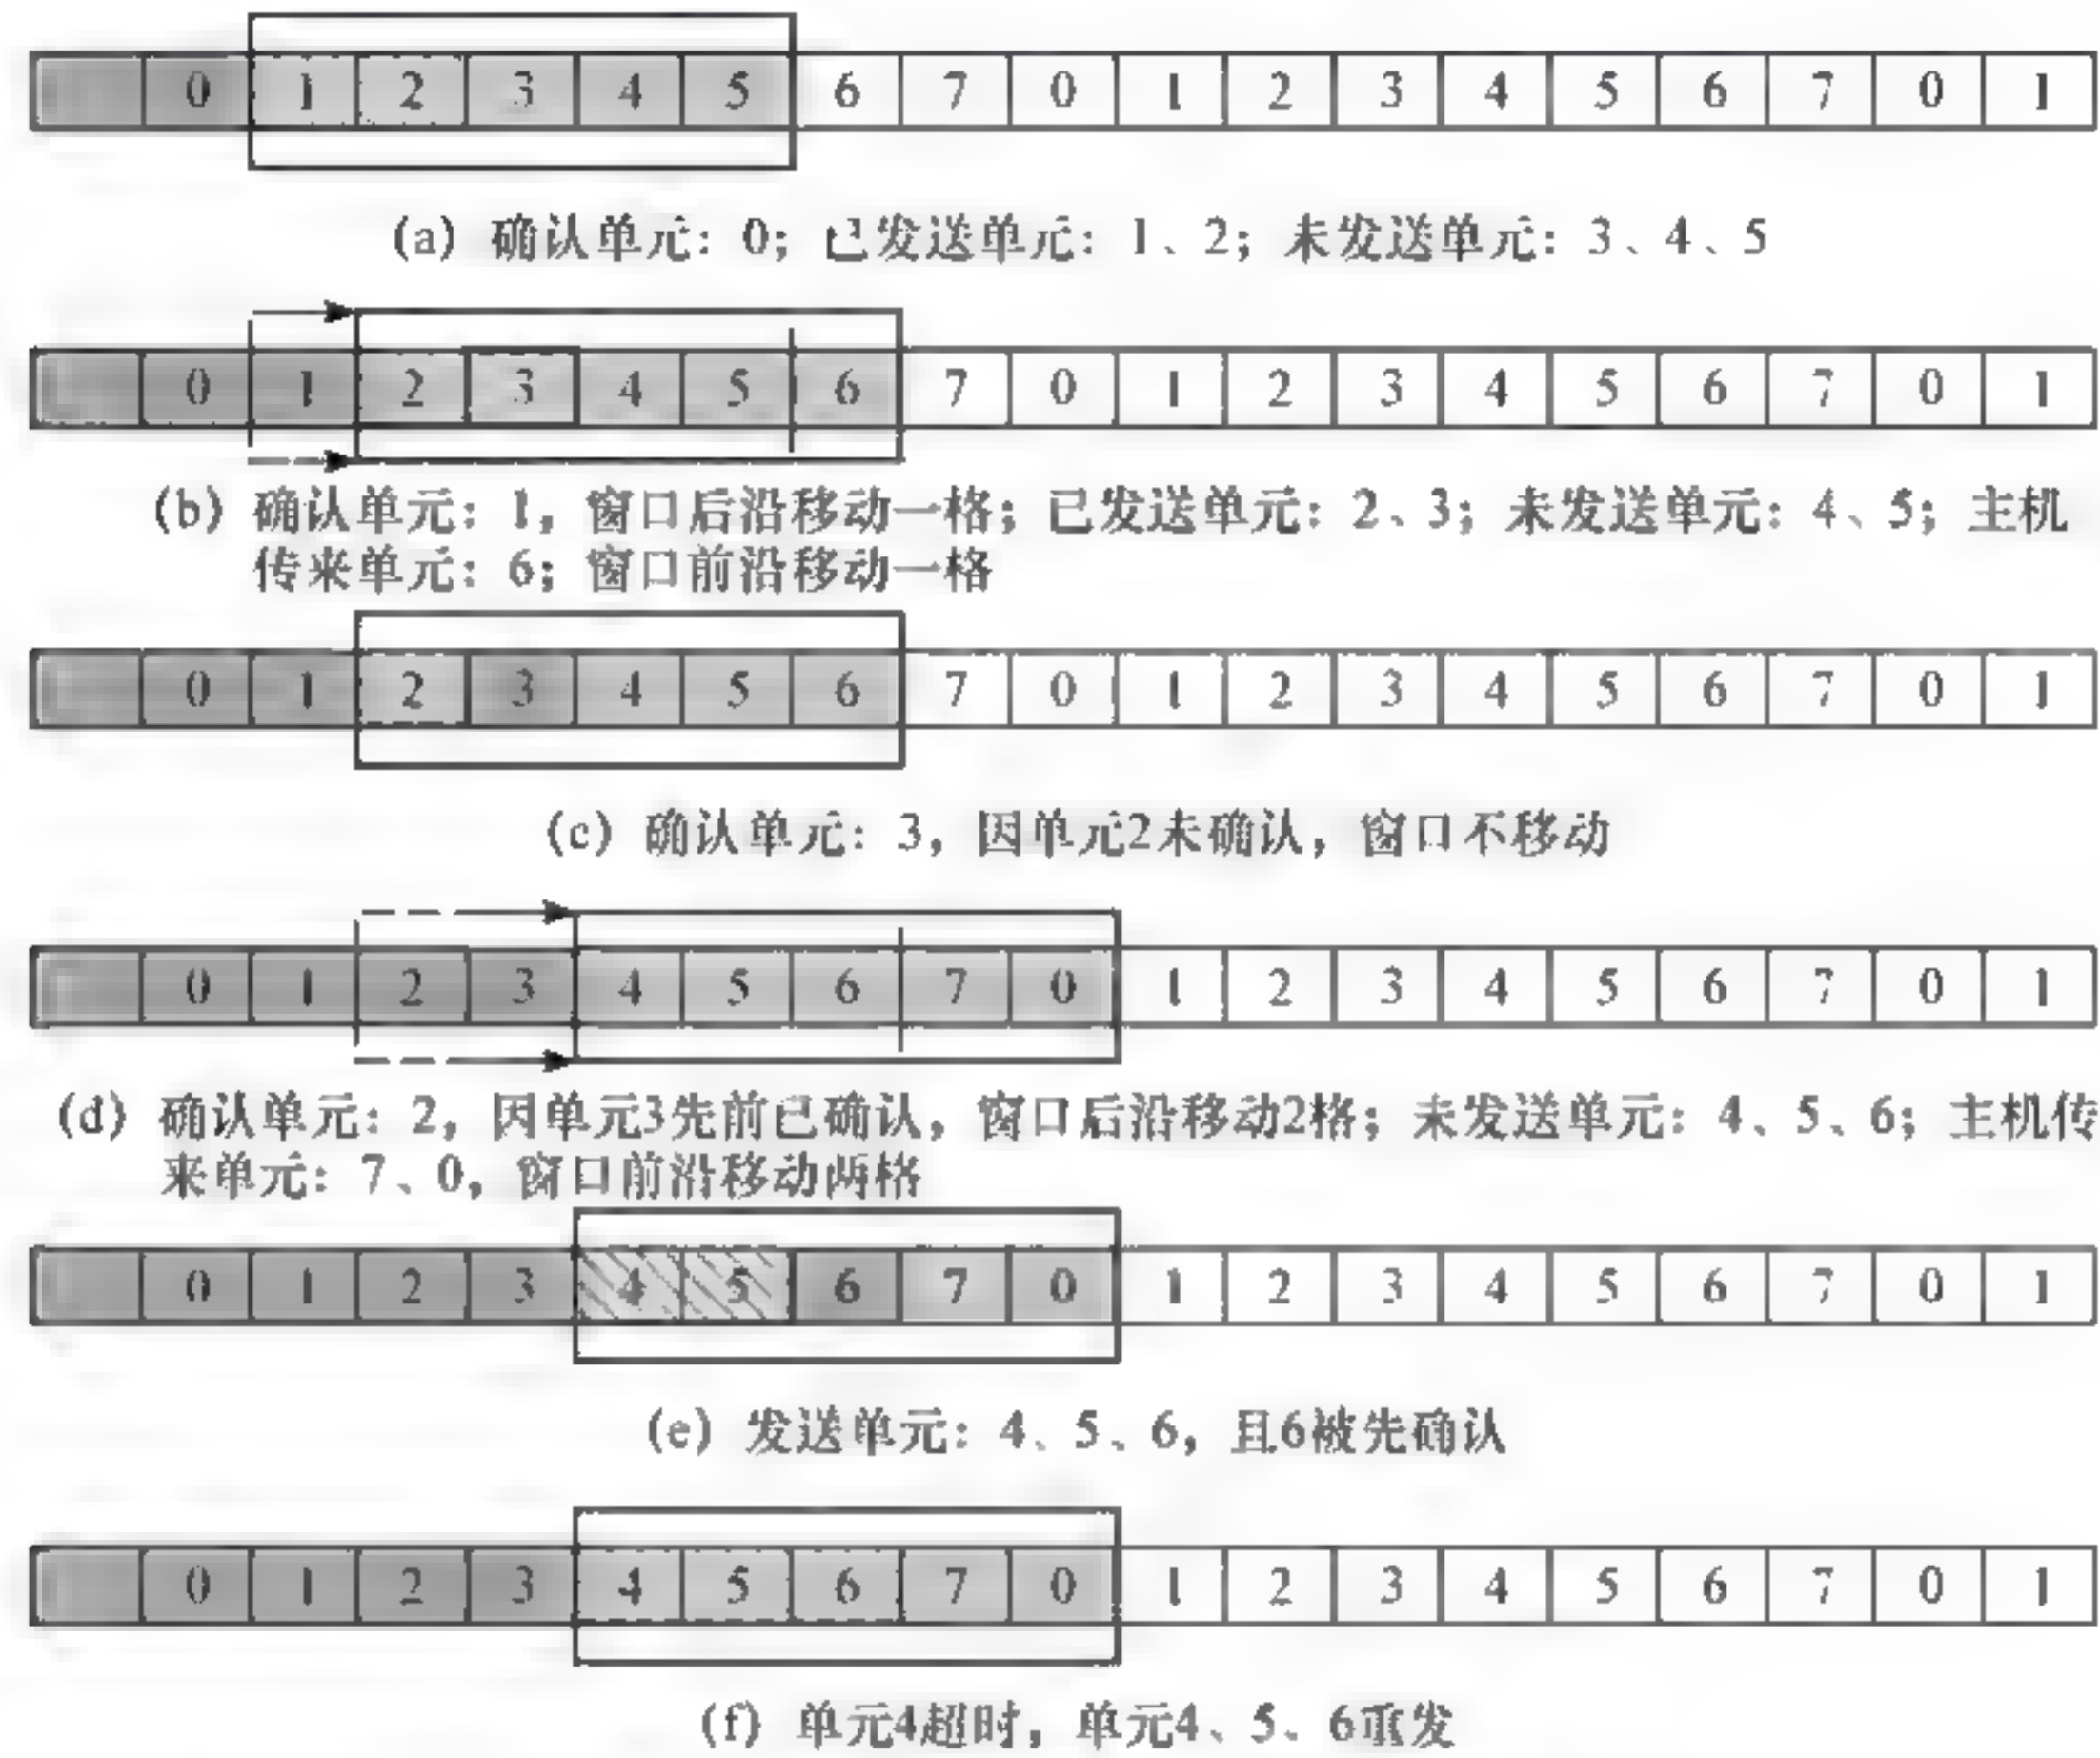 0 1 2 3 4 5 6 7 0 1 2 3 4 5 6 7 0 1
(a) 确认单元：0；已发送单元：1、2；未发送单元：3、4、5
0 1 2 3 4 5 6 7 0 1 2 3 4 5 6 7 0 1
(b) 确认单元：1，窗口后沿移动一格；已发送单元：2、3；未发送单元：4、5；主机
传来单元：6；窗口前沿移动一格
0 1 2 3 4 5 6 7 0 1 2 3 4 5 6 7 0 1
(c) 确认单元：3，因单元2未确认，窗口不移动
0 1 2 3 4 5 6 7 0 1 2 3 4 5 6 7 0 1
(d) 确认单元：2，因单元3先前已确认，窗口后沿移动2格；未发送单元：4、5、6；主机传
来单元：7、0，窗口前沿移动两格
0 1 2 3 4 5 6 7 0 1 2 3 4 5 6 7 0 1
(e) 发送单元：4、5、6，且6被先确认
0 1 2 3 4 5 6 7 0 1 2 3 4 5 6 7 0 1
(f) 单元4超时，单元4、5、6重发